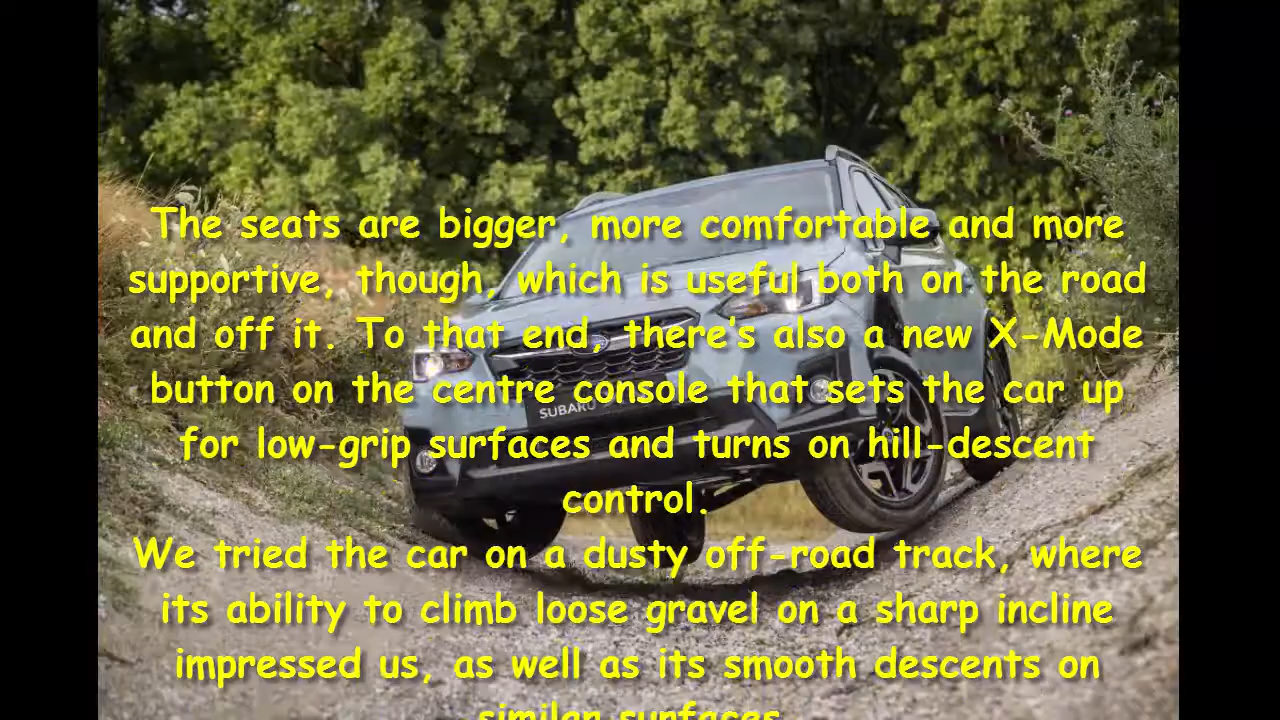 The seats are bigger, more comfortable and more
supportive, though, which is useful both on the road
and off it. To that end, there's also a new X-Mode
button on the centre console that sets the car up
for low-grip surfaces and turns on hill-descent
control.
We tried the car on a dusty off-road track, where
its ability to climb loose gravel on a sharp incline
impressed us, as well as its smooth descents on
similar surfaces.
SUBARU